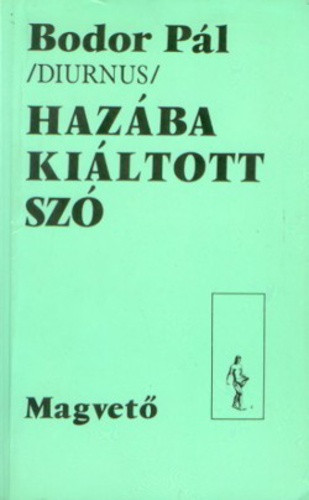 Bodor Pál
/DIURNUS/
HAZÁBA
KIÁLTOTT
SZÓ
Magvető